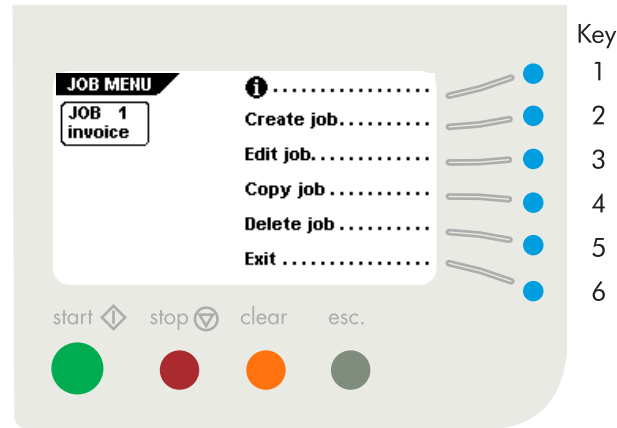 Key
JOB MENU
JOB 1
invoice
i .................
Create job...........
Edit job.............
Copy job ...........
Delete job ..........
Exit ................
1
2
3
4
5
6
start
stop
clear
esc.